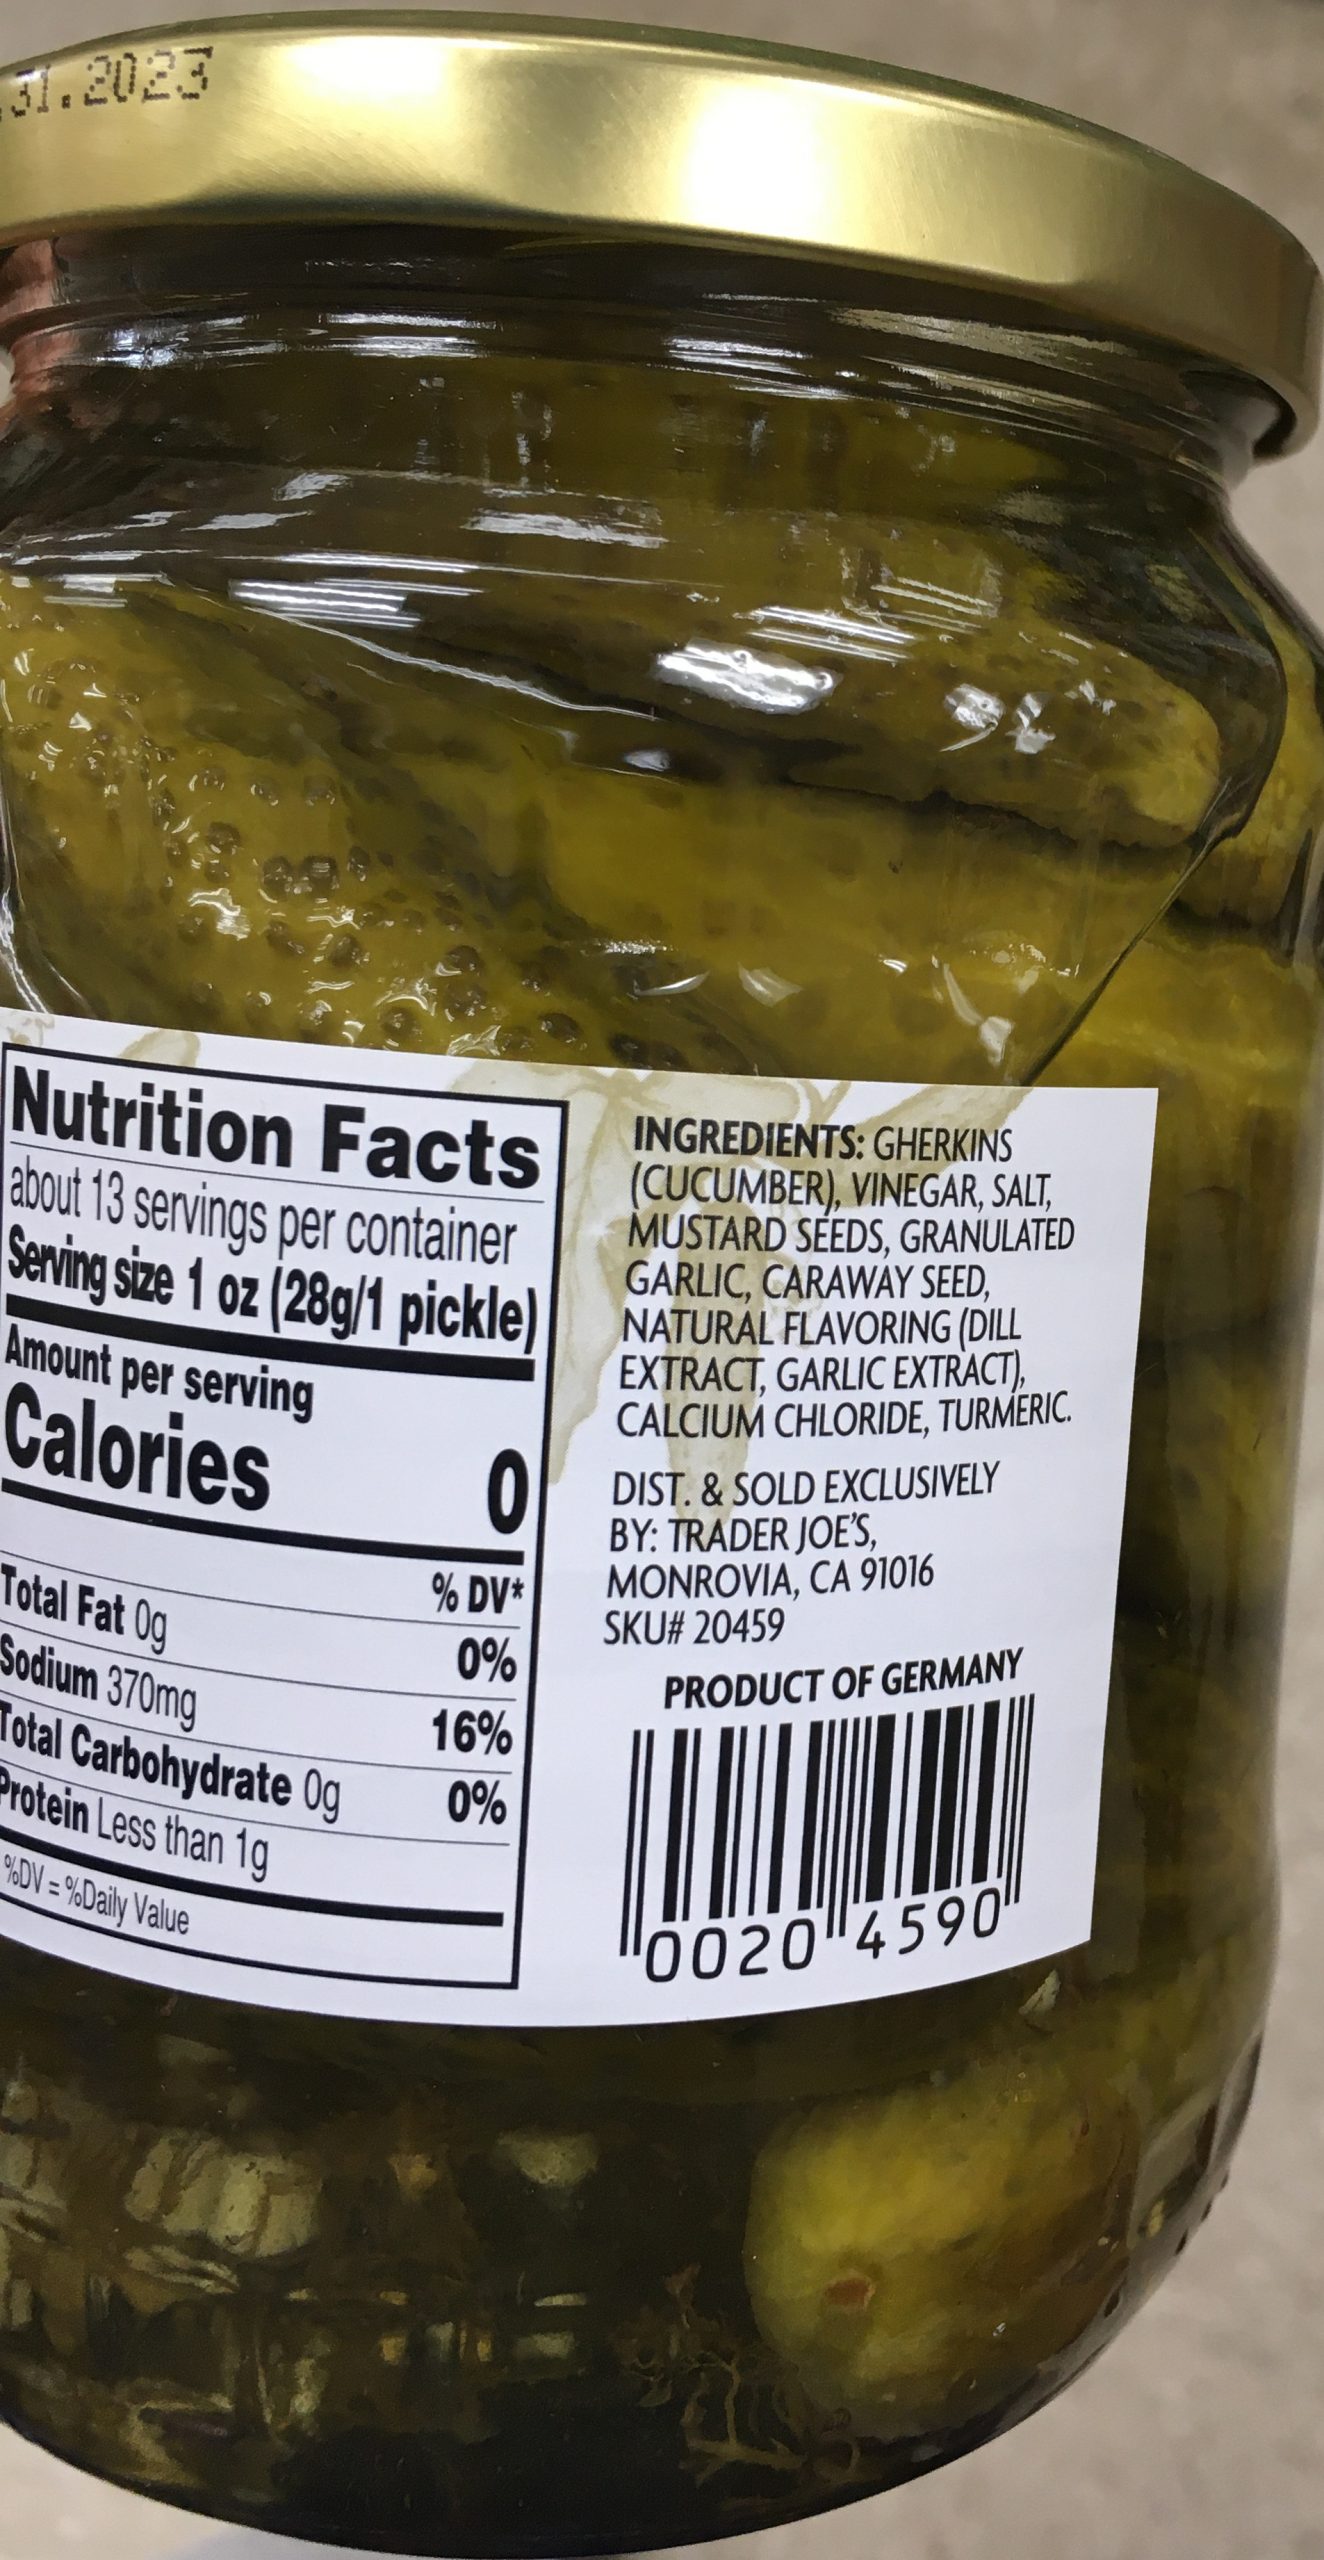 31.2023
Nutrition Facts
about 13 servings per container
Serving size 1 oz (28g/1 pickle)
Amount per serving
Calories 0
% DV*
Total Fat 0g 0%
Sodium 370mg 16%
Total Carbohydrate 0g 0%
Protein Less than 1g
%DV = %Daily Value
INGREDIENTS: GHERKINS
(CUCUMBER), VINEGAR, SALT,
MUSTARD SEEDS, GRANULATED
GARLIC, CARAWAY SEED,
NATURAL FLAVORING (DILL
EXTRACT, GARLIC EXTRACT),
CALCIUM CHLORIDE, TURMERIC.
DIST. & SOLD EXCLUSIVELY
BY: TRADER JOE'S,
MONROVIA, CA 91016
SKU# 20459
PRODUCT OF GERMANY
0020 4590